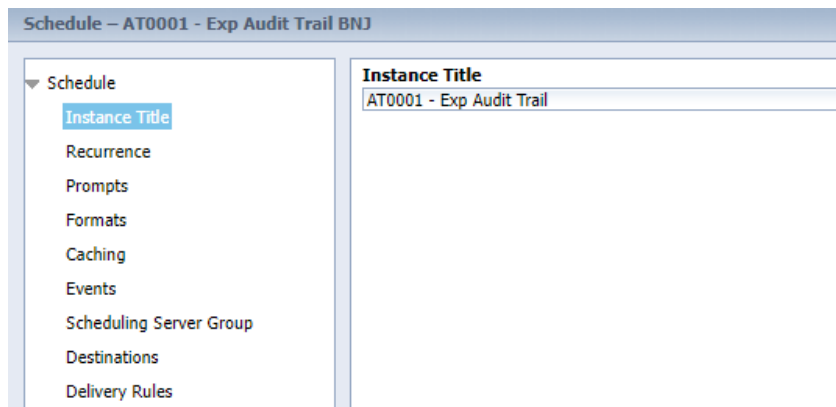 Schedule – AT0001 - Exp Audit Trail BNJ
Schedule
Instance Title
Recurrence
Prompts
Formats
Caching
Events
Scheduling Server Group
Destinations
Delivery Rules
Instance Title
AT0001 - Exp Audit Trail